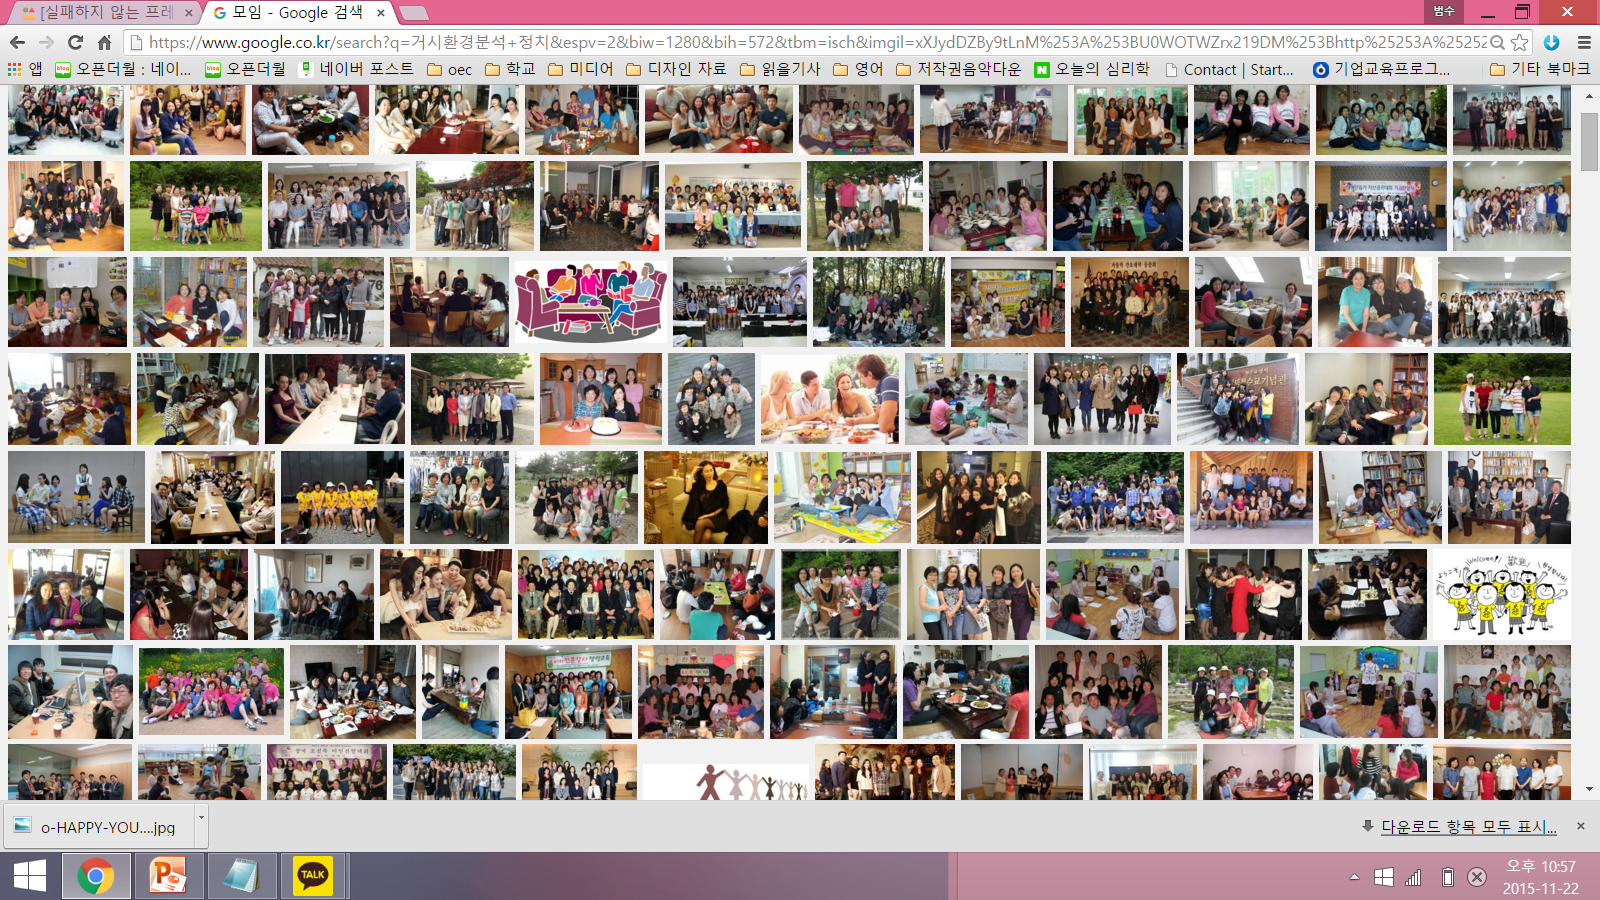 [실패하지 않는 프레
모임 - Google 검색
범수
https://www.google.co.kr/search?q=거시환경분석+정치&espv=2&biw=1280&bih=572&tbm=isch&imgil=xXJydDZBy9tLnM%253A%253BU0WOTWZrx219DM%253Bhttp%25253A%25252
앱
blog 오픈더월 : 네이...
blog 오픈더월
네이버 포스트
oec
학교
미디어
디자인 자료
읽을기사
영어
저작권음악다운
N 오늘의 심리학
Contact | Start...
기업교육프로그...
기타 북마크
Welcome!
o-HAPPY-YOU....jpg
다운로드 항목 모두 표시...
TALK
오후 10:57
2015-11-22